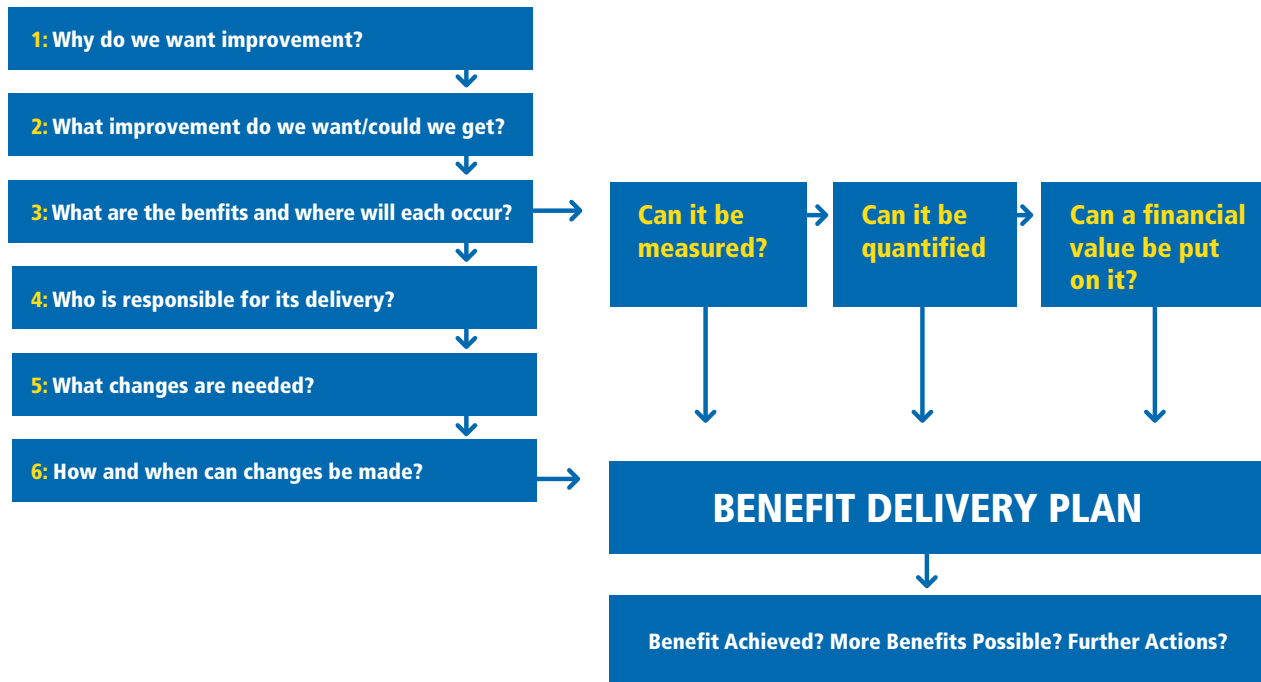 1: Why do we want improvement?
2: What improvement do we want/could we get?
3: What are the benfits and where will each occur?
4: Who is responsible for its delivery?
5: What changes are needed?
6: How and when can changes be made?
Can it be
measured?
Can it be
quantified
Can a financial
value be put
on it?
BENEFIT DELIVERY PLAN
Benefit Achieved? More Benefits Possible? Further Actions?